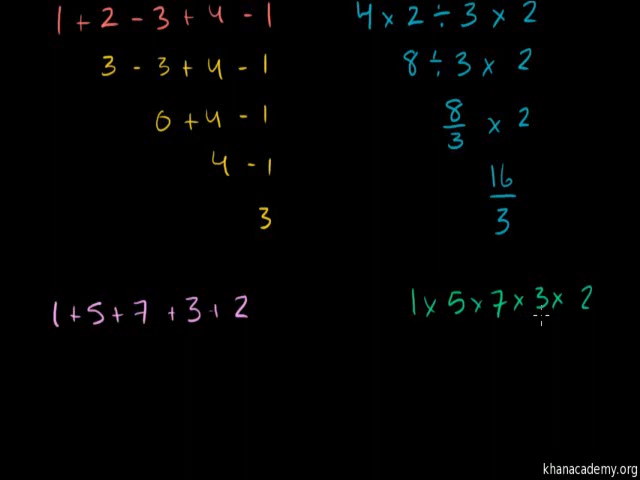 1 + 2 - 3 + 4 - 1
3 - 3 + 4 - 1
0 + 4 - 1
4 - 1
3
4 × 2 ÷ 3 × 2
8 ÷ 3 × 2
8/3 × 2
16/3
1 + 5 + 7 + 3 + 2
1 × 5 × 7 × 3 × 2
khanacademy.org